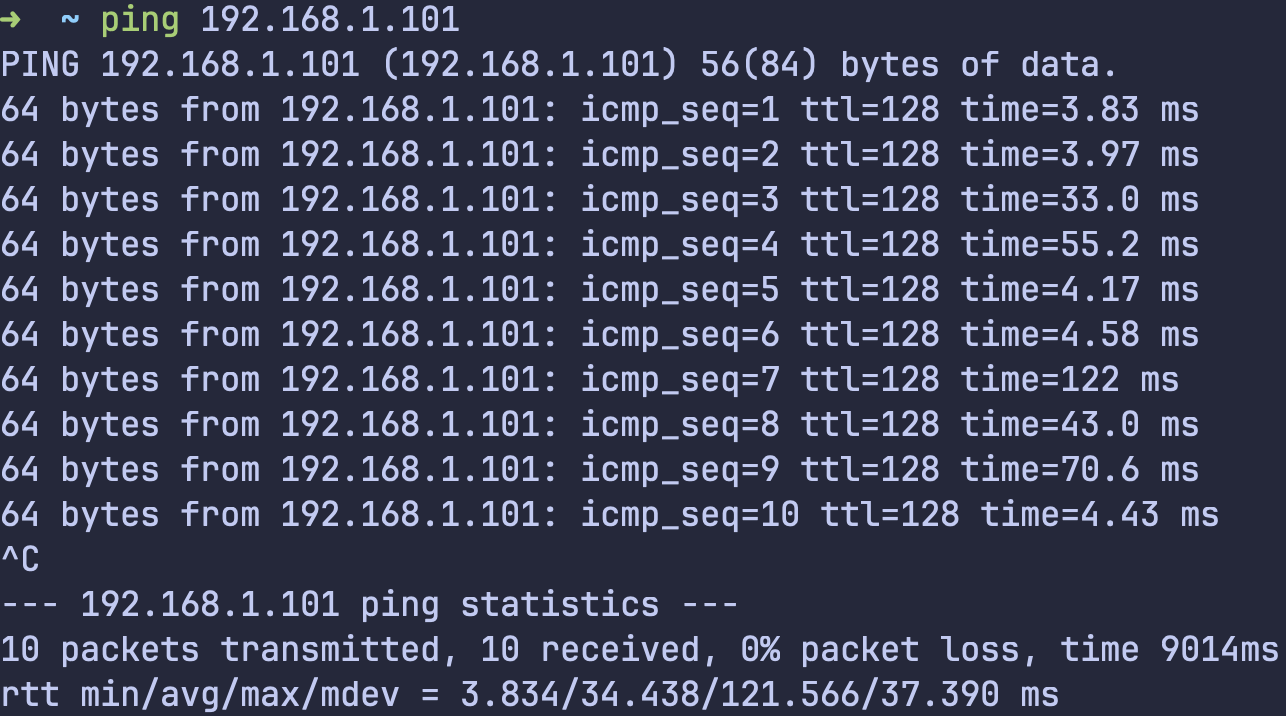 ➜  ~ ping 192.168.1.101
PING 192.168.1.101 (192.168.1.101) 56(84) bytes of data.
64 bytes from 192.168.1.101: icmp_seq=1 ttl=128 time=3.83 ms
64 bytes from 192.168.1.101: icmp_seq=2 ttl=128 time=3.97 ms
64 bytes from 192.168.1.101: icmp_seq=3 ttl=128 time=33.0 ms
64 bytes from 192.168.1.101: icmp_seq=4 ttl=128 time=55.2 ms
64 bytes from 192.168.1.101: icmp_seq=5 ttl=128 time=4.17 ms
64 bytes from 192.168.1.101: icmp_seq=6 ttl=128 time=4.58 ms
64 bytes from 192.168.1.101: icmp_seq=7 ttl=128 time=122 ms
64 bytes from 192.168.1.101: icmp_seq=8 ttl=128 time=43.0 ms
64 bytes from 192.168.1.101: icmp_seq=9 ttl=128 time=70.6 ms
64 bytes from 192.168.1.101: icmp_seq=10 ttl=128 time=4.43 ms
^C
--- 192.168.1.101 ping statistics ---
10 packets transmitted, 10 received, 0% packet loss, time 9014ms
rtt min/avg/max/mdev = 3.834/34.438/121.566/37.390 ms